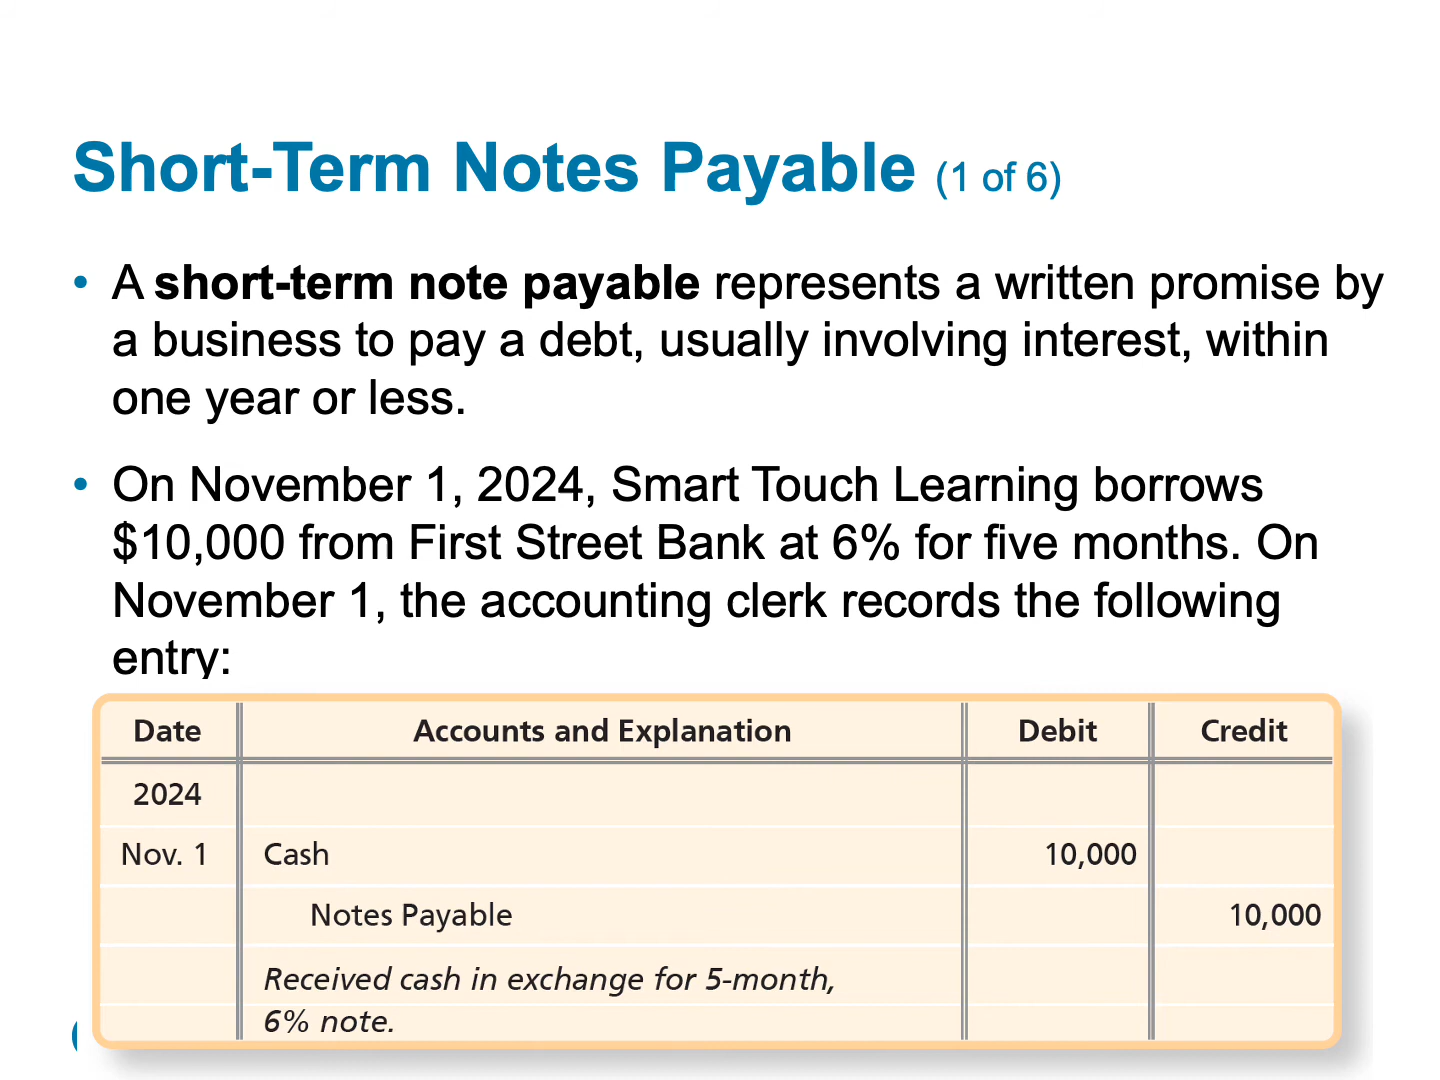 Short-Term Notes Payable (1 of 6)
• A short-term note payable represents a written promise by
a business to pay a debt, usually involving interest, within
one year or less.
• On November 1, 2024, Smart Touch Learning borrows
$10,000 from First Street Bank at 6% for five months. On
November 1, the accounting clerk records the following
entry:
Date Accounts and Explanation Debit Credit
2024
Nov. 1 Cash 10,000
Notes Payable 10,000
Received cash in exchange for 5-month,
6% note.